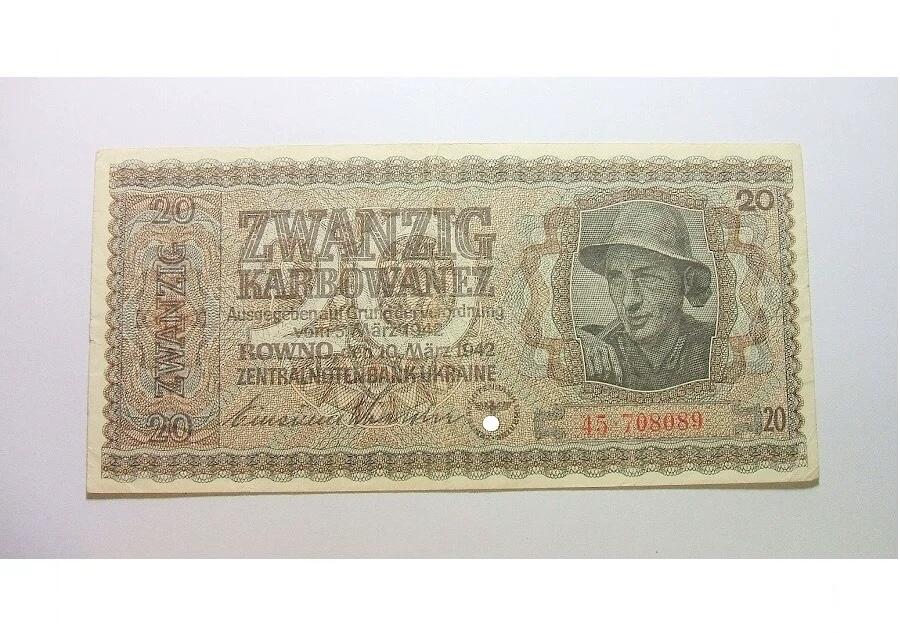 20
ZWANZIG
20
ZWANZIG
KARBOWANEZ
Ausgegeben auf Grund der Verordnung
vom 5. März 1942
ROWNO, den 10. März 1942
ZENTRALNOTENBANK UKRAINE
20
45·708089
20